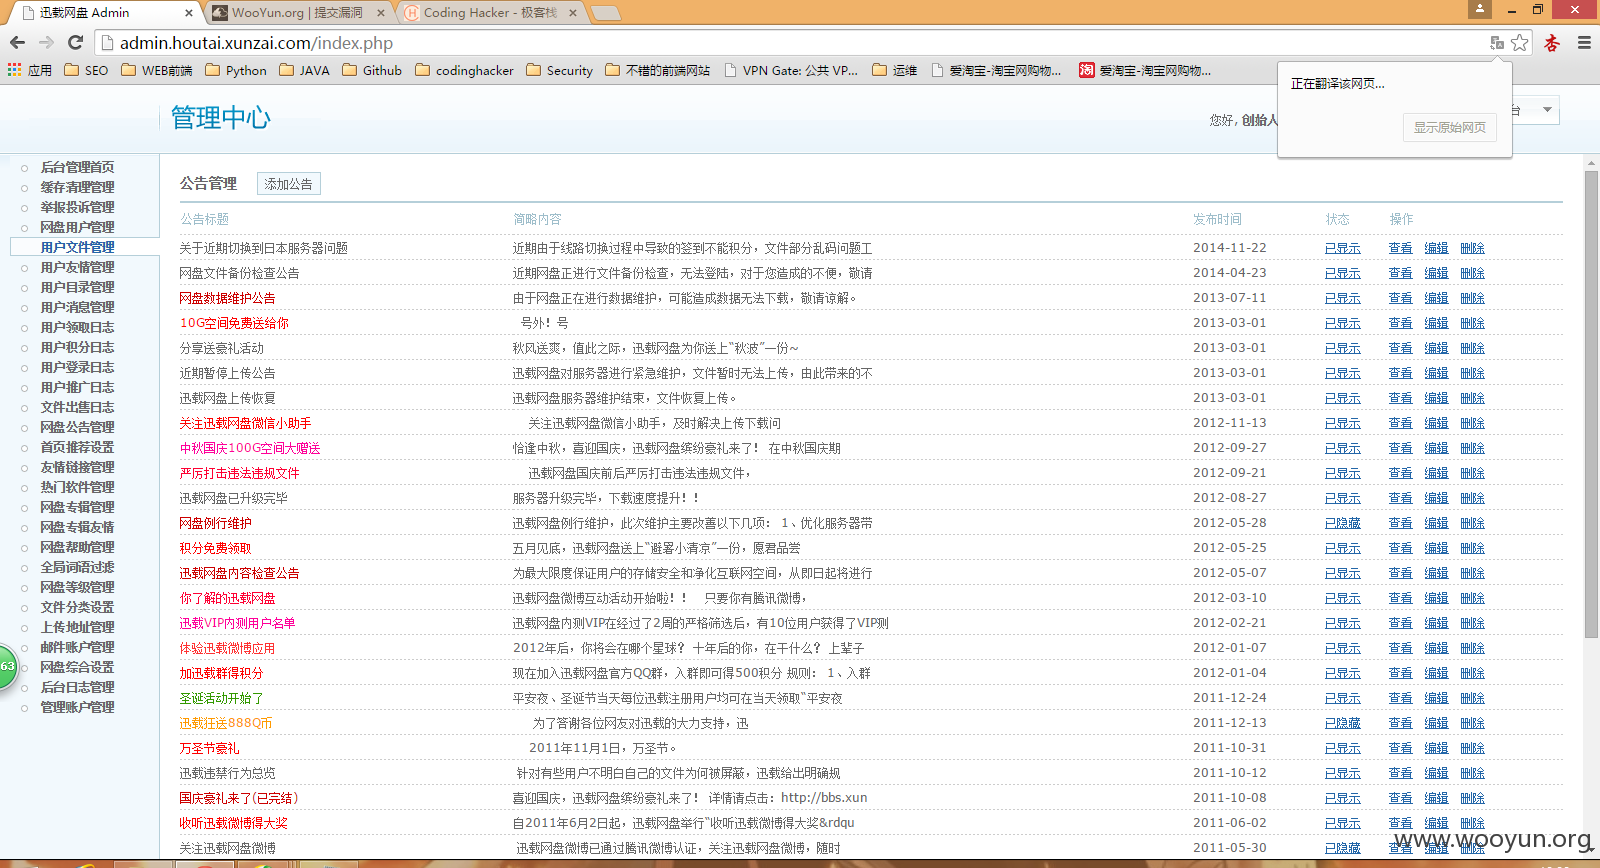 迅载网盘 Admin
WooYun.org | 提交漏洞
Coding Hacker - 极客栈
admin.houtai.xunzai.com/index.php
应用 SEO WEB前端 Python JAVA Github codinghacker Security 不错的前端网站 VPN Gate: 公共 VP... 运维 爱淘宝-淘宝网购物... 淘 爱淘宝-淘宝网购物...
正在翻译该网页...
显示原始网页
管理中心
您好, 创始人
台
后台管理首页
缓存清理管理
举报投诉管理
网盘用户管理
用户文件管理
用户友情管理
用户目录管理
用户消息管理
用户领取日志
用户积分日志
用户登录日志
用户推广日志
文件出售日志
网盘公告管理
首页推荐设置
友情链接管理
热门软件管理
网盘专辑管理
网盘专辑友情
网盘帮助管理
全局词语过滤
网盘等级管理
文件分类设置
上传地址管理
邮件账户管理
网盘综合设置
后台日志管理
管理账户管理
63
公告管理 添加公告
公告标题 简略内容 发布时间 状态 操作
关于近期切换到日本服务器问题 近期由于线路切换过程中导致的签到不能积分，文件部分乱码问题工 2014-11-22 已显示 查看 编辑 删除
网盘文件备份检查公告 近期网盘正进行文件备份检查，无法登陆，对于您造成的不便，敬请 2014-04-23 已显示 查看 编辑 删除
网盘数据维护公告 由于网盘正在进行数据维护，可能造成数据无法下载，敬请谅解。 2013-07-11 已显示 查看 编辑 删除
10G空间免费送给你 号外！号 2013-03-01 已显示 查看 编辑 删除
分享送豪礼活动 秋风送爽，值此之际，迅载网盘为你送上“秋波”一份~ 2013-03-01 已显示 查看 编辑 删除
近期暂停上传公告 迅载网盘对服务器进行紧急维护，文件暂时无法上传，由此带来的不 2013-03-01 已显示 查看 编辑 删除
迅载网盘上传恢复 迅载网盘服务器维护结束，文件恢复上传。 2013-03-01 已显示 查看 编辑 删除
关注迅载网盘微信小助手 关注迅载网盘微信小助手，及时解决上传下载问 2012-11-13 已显示 查看 编辑 删除
中秋国庆100G空间大赠送 恰逢中秋，喜迎国庆，迅载网盘缤纷豪礼来了！ 在中秋国庆期 2012-09-27 已显示 查看 编辑 删除
严厉打击违法违规文件 迅载网盘国庆前后严厉打击违法违规文件， 2012-09-21 已显示 查看 编辑 删除
迅载网盘已升级完毕 服务器升级完毕，下载速度提升！！ 2012-08-27 已显示 查看 编辑 删除
网盘例行维护 迅载网盘例行维护，此次维护主要改善以下几项： 1、优化服务器带 2012-05-28 已隐藏 查看 编辑 删除
积分免费领取 五月见底，迅载网盘送上“避署小清凉”一份，愿君品尝 2012-05-25 已显示 查看 编辑 删除
迅载网盘内容检查公告 为最大限度保证用户的存储安全和净化互联网空间，从即日起将进行 2012-05-07 已显示 查看 编辑 删除
你了解的迅载网盘 迅载网盘微博互动活动开始啦！！ 只要你有腾讯微博， 2012-03-10 已显示 查看 编辑 删除
迅载VIP内测用户名单 迅载网盘内测VIP在经过了2周的严格筛选后，有10位用户获得了VIP测 2012-02-21 已显示 查看 编辑 删除
体验迅载微博应用 2012年后，你将会在哪个星球？ 十年后的你，在干什么？ 上辈子 2012-01-07 已显示 查看 编辑 删除
加迅载群得积分 现在加入迅载网盘官方QQ群，入群即可得500积分 规则： 1、入群 2012-01-04 已显示 查看 编辑 删除
圣诞活动开始了 平安夜、圣诞节当天每位迅载注册用户均可在当天领取“平安夜 2011-12-24 已显示 查看 编辑 删除
迅载狂送888Q币 为了答谢各位网友对迅载的大力支持，迅 2011-12-13 已隐藏 查看 编辑 删除
万圣节豪礼 2011年11月1日，万圣节。 2011-10-31 已显示 查看 编辑 删除
迅载违禁行为总览 针对有些用户不明白自己的文件为何被屏蔽，迅载给出明确规 2011-10-12 已显示 查看 编辑 删除
国庆豪礼来了(已完结) 喜迎国庆，迅载网盘缤纷豪礼来了！ 详情请点击：http://bbs.xun 2011-10-08 已显示 查看 编辑 删除
收听迅载微博得大奖 自2011年6月2日起，迅载网盘举行“收听迅载微博得大奖&rdqu 2011-06-02 已显示 查看 编辑 删除
关注迅载网盘微博 迅载网盘微博已通过腾讯微博认证，关注迅载网盘微博，随时 2011-05-30 已隐藏 查看 编辑 删除
www.wooyun.org